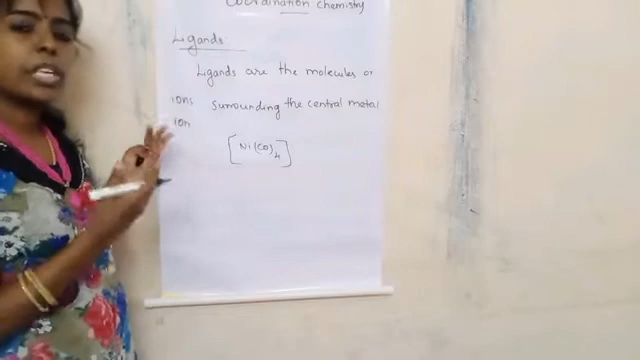 Coordination chemistry
Ligands:
Ligands are the molecules or
ions surrounding the central metal
ion
[Ni(CO)4]